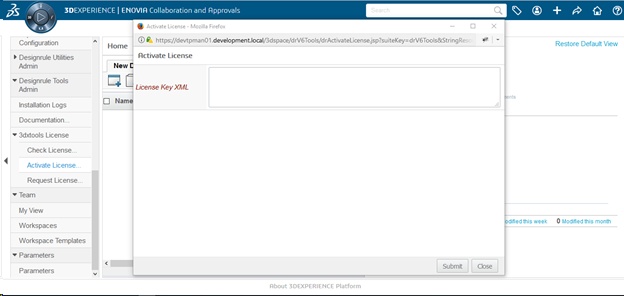 3DEXPERIENCE | ENOVIA Collaboration and Approvals
Search
Configuration
Designrule Utilities
Admin
Designrule Tools
Admin
Installation Logs
Documentation...
3dxtools License
Check License...
Activate License...
Request License...
Team
My View
Workspaces
Workspace Templates
Parameters
Parameters
Home
New D
Name
Activate License - Mozilla Firefox
https://devtpman01.development.local/3dspace/drV6Tools/drActivateLicense.jsp?suiteKey=drV6Tools&StringRes
Activate License
License Key XML
Submit
Close
Restore Default View
odified this week
0 Modified this month
About 3DEXPERIENCE Platform